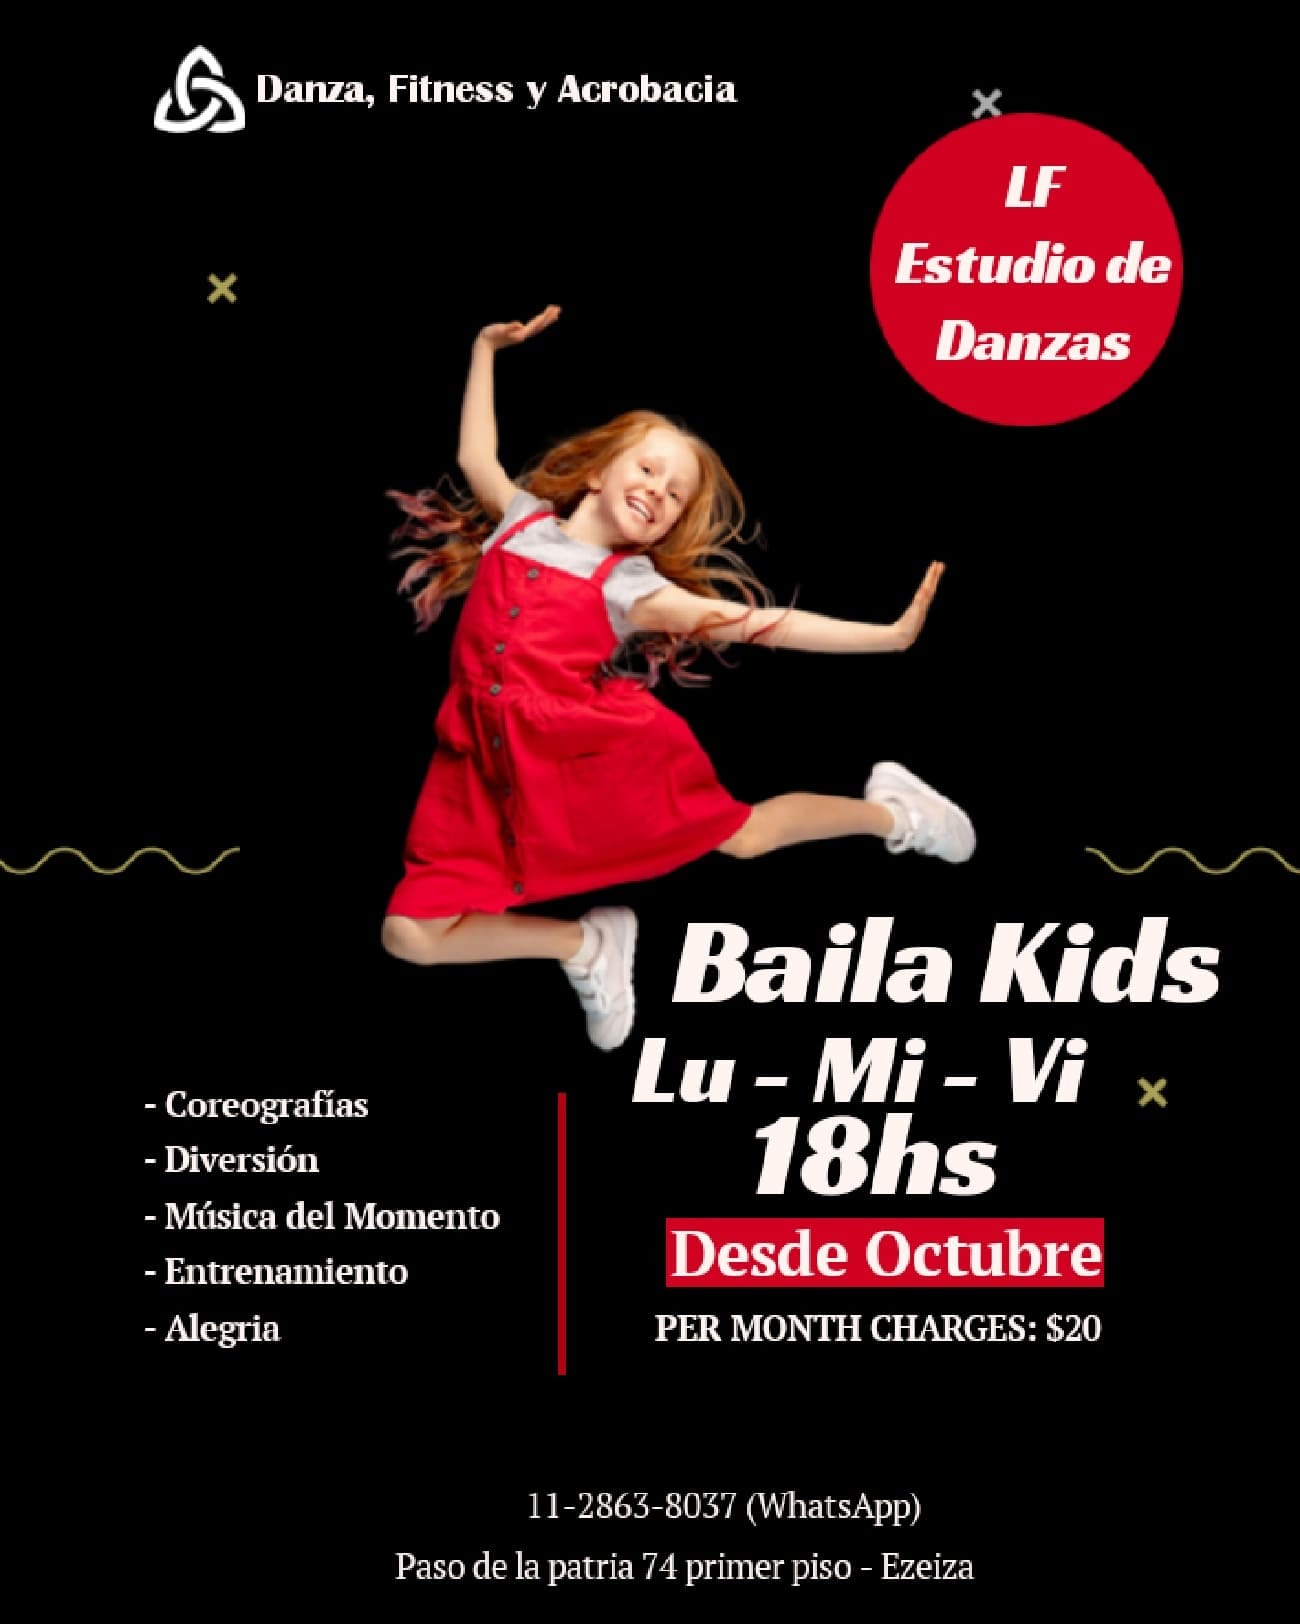 Danza, Fitness y Acrobacia
LF
Estudio de
Danzas
Baila Kids
Lu - Mi - Vi
18hs
Desde Octubre
PER MONTH CHARGES: $20
- Coreografías
- Diversión
- Música del Momento
- Entrenamiento
- Alegria
11-2863-8037 (WhatsApp)
Paso de la patria 74 primer piso - Ezeiza